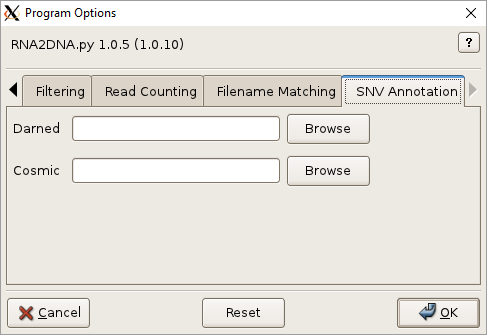 Program Options
RNA2DNA.py 1.0.5 (1.0.10)
?
Filtering Read Counting Filename Matching SNV Annotation
Darned Browse
Cosmic Browse
Cancel Reset OK